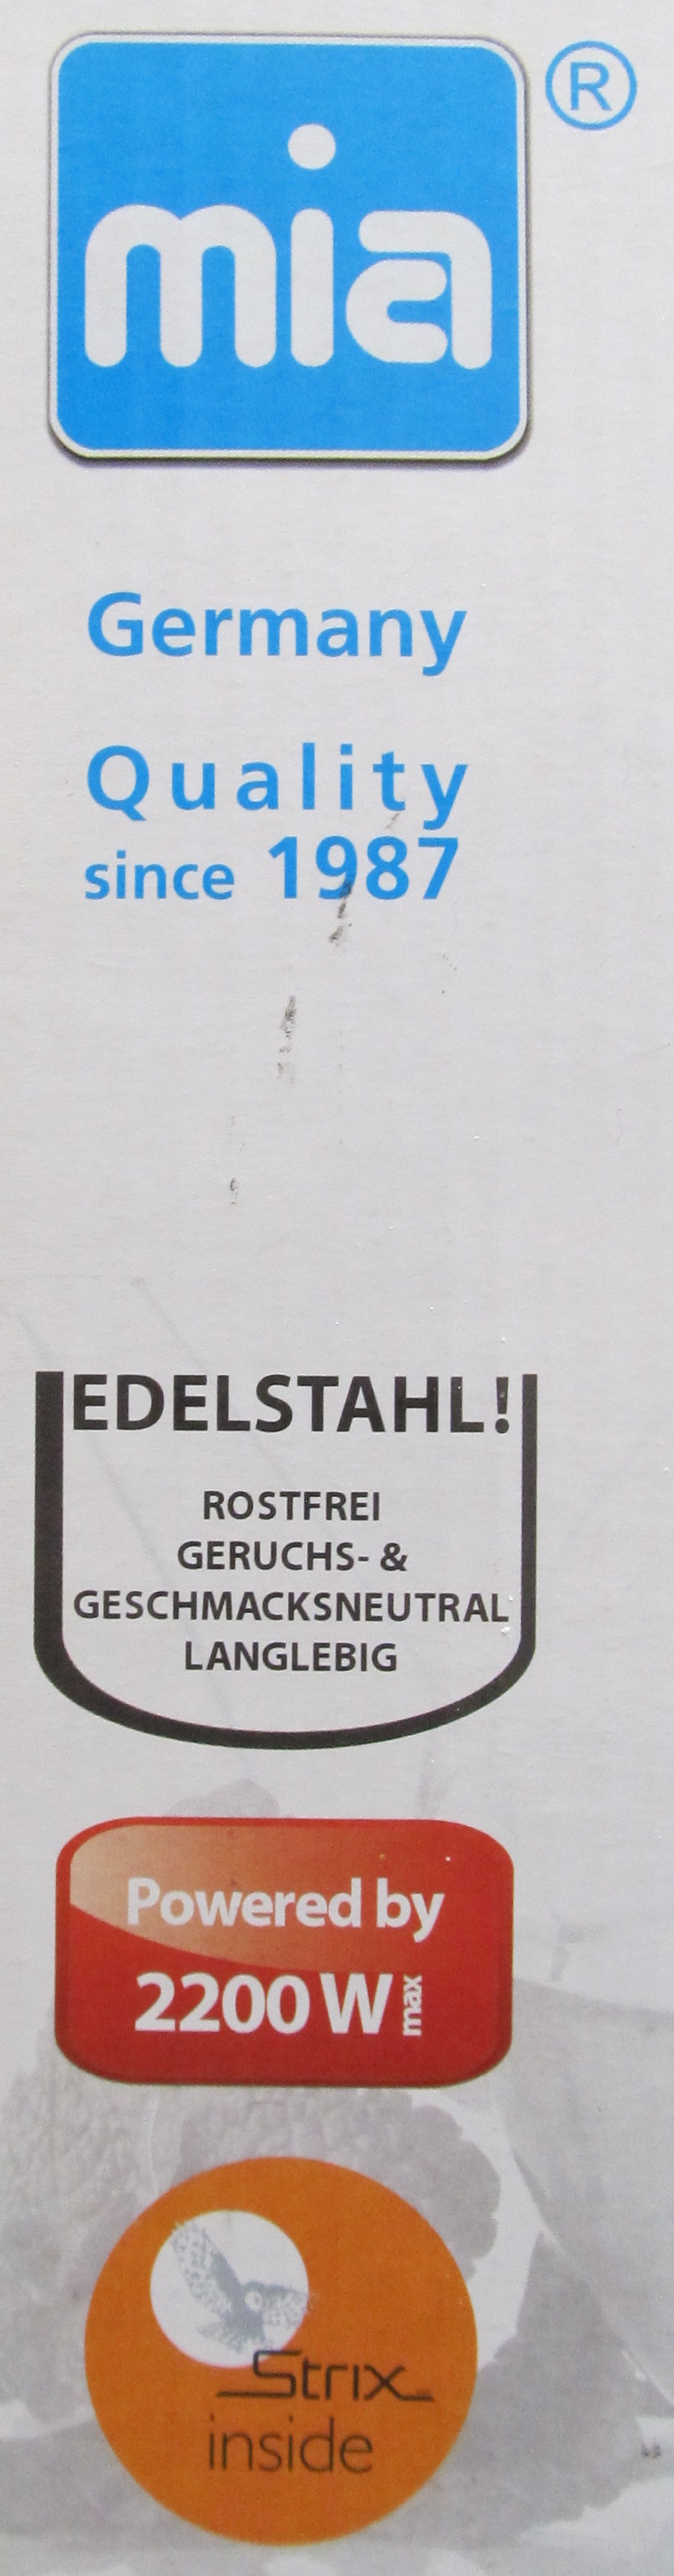 mia ®
Germany
Quality
since 1987
EDELSTAHL!
ROSTFREI
GERUCHS- &
GESCHMACKSNEUTRAL
LANGLEBIG
Powered by
2200 W max
Strix
inside